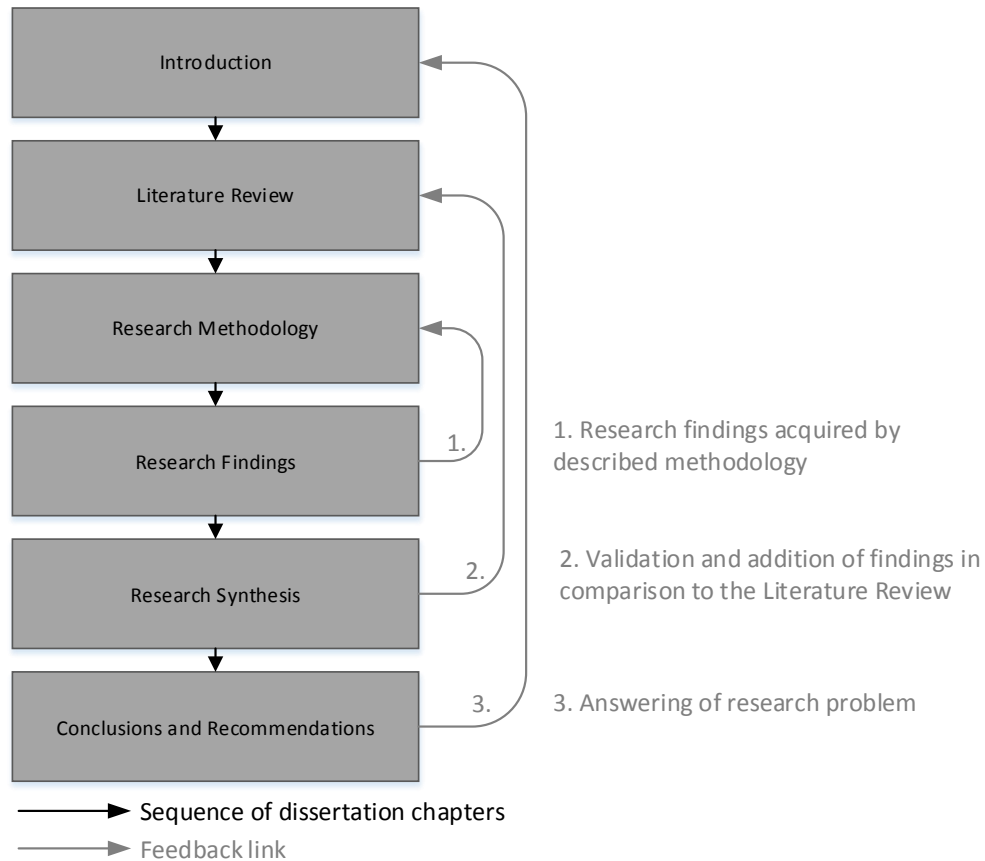 Introduction
Literature Review
Research Methodology
Research Findings
1.
Research Synthesis
2.
Conclusions and Recommendations
3.
1. Research findings acquired by
described methodology
2. Validation and addition of findings in
comparison to the Literature Review
3. Answering of research problem
Sequence of dissertation chapters
Feedback link